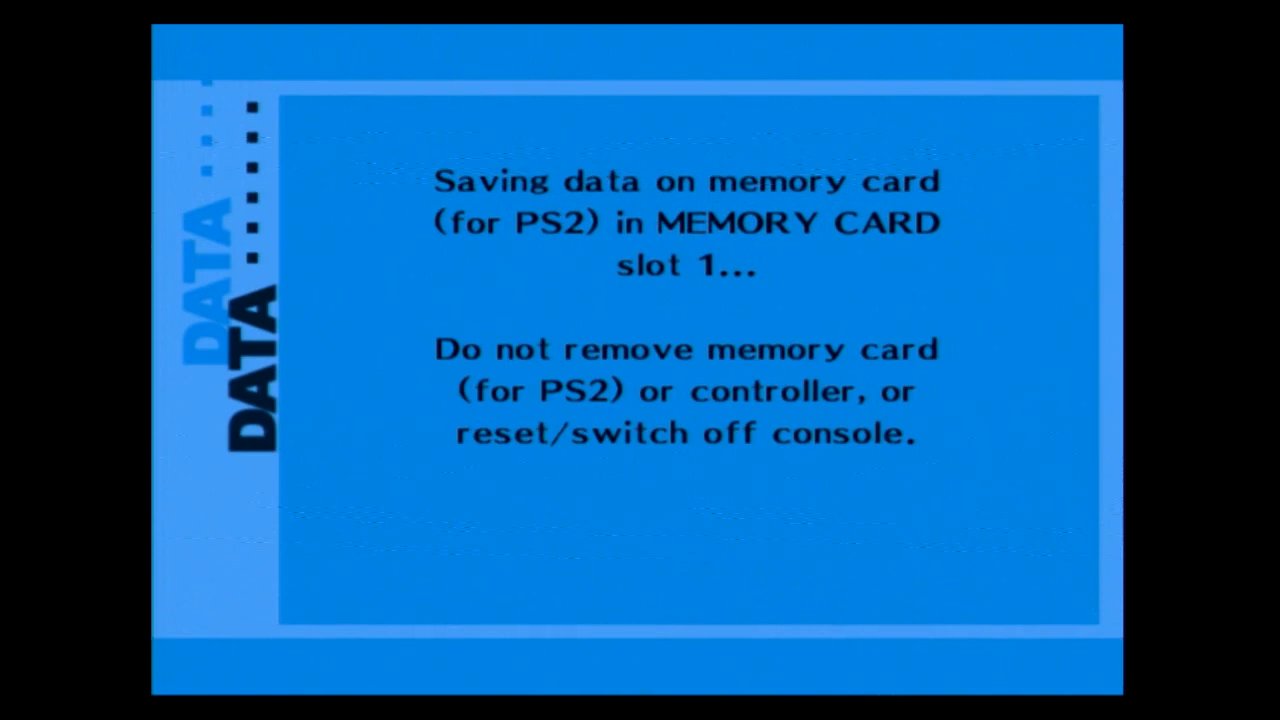 DATA ....
DATA ......
Saving data on memory card
(for PS2) in MEMORY CARD
slot 1...
Do not remove memory card
(for PS2) or controller, or
reset/switch off console.